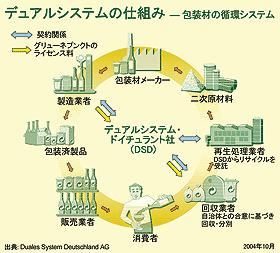 デュアルシステムの仕組み ― 包装材の循環システム
契約関係
グリューネプンクトの
ライセンス料
包装材メーカー
製造業者
二次原材料
デュアルシステム・
ドイチュラント社
(DSD)
包装済製品
再生処理業者
DSDからリサイクルを
受託
販売業者
消費者
回収業者
自治体との合意に基づき
回収・分別
出典: Duales System Deutschland AG
2004年10月